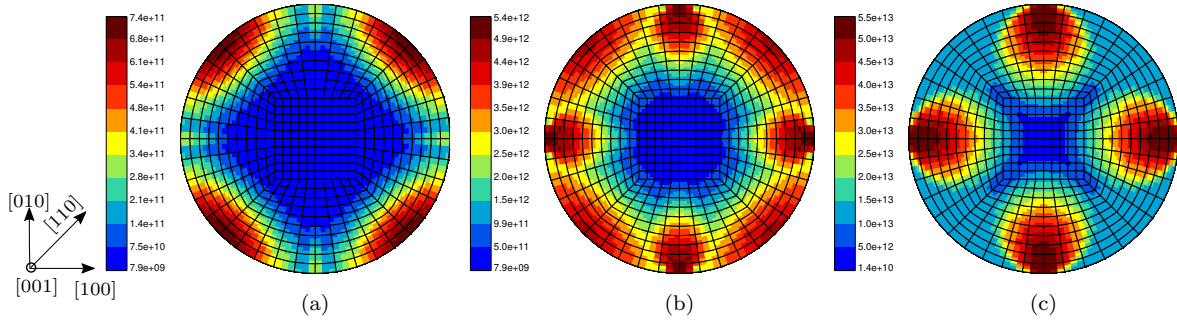 7.4e+11
6.8e+11
6.1e+11
5.4e+11
4.8e+11
4.1e+11
3.4e+11
2.8e+11
2.1e+11
1.4e+11
7.5e+10
7.9e+09
5.4e+12
4.9e+12
4.4e+12
3.9e+12
3.5e+12
3.0e+12
2.5e+12
2.0e+12
1.5e+12
9.9e+11
5.0e+11
2.4e+09
5.5e+13
5.0e+13
4.5e+13
4.0e+13
3.5e+13
3.0e+13
2.5e+13
2.0e+13
1.5e+13
1.0e+13
5.0e+12
1.4e+10
[010]
[110]
[001]
[100]
(a)
(b)
(c)